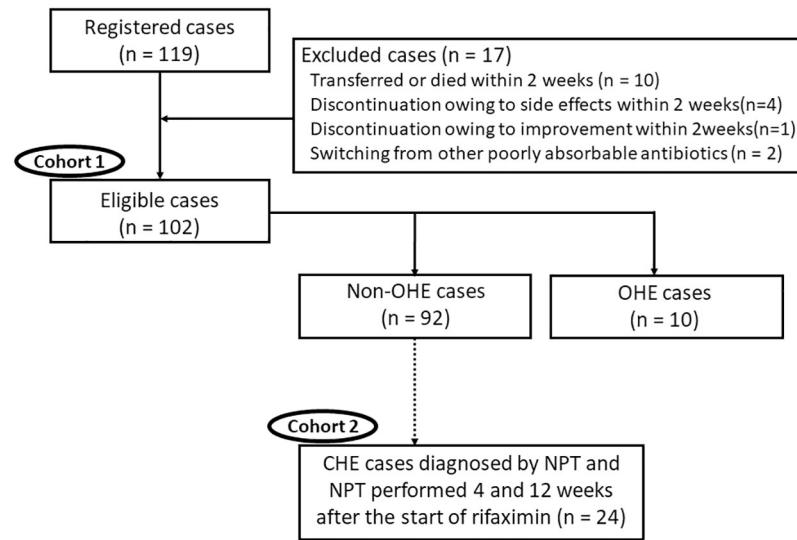 Registered cases
(n = 119)
Excluded cases (n = 17)
Transferred or died within 2 weeks (n = 10)
Discontinuation owing to side effects within 2 weeks(n=4)
Discontinuation owing to improvement within 2weeks(n=1)
Switching from other poorly absorbable antibiotics (n = 2)
Cohort 1
Eligible cases
(n = 102)
Non-OHE cases
(n = 92)
OHE cases
(n = 10)
Cohort 2
CHE cases diagnosed by NPT and
NPT performed 4 and 12 weeks
after the start of rifaximin (n = 24)